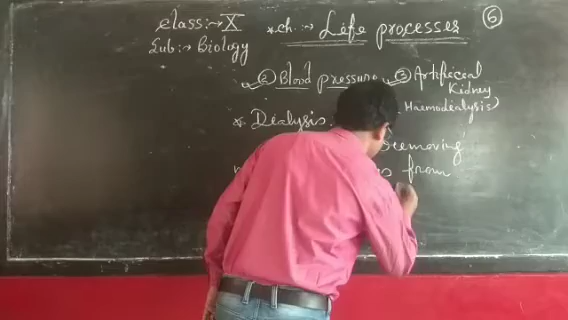 Class:→ X *ch. :→ Life processes ⑥
Sub:→ Biology
② Blood pressure ③ Artificial
Kidney
Haemodialysis)
* Dialysis.
removing
from